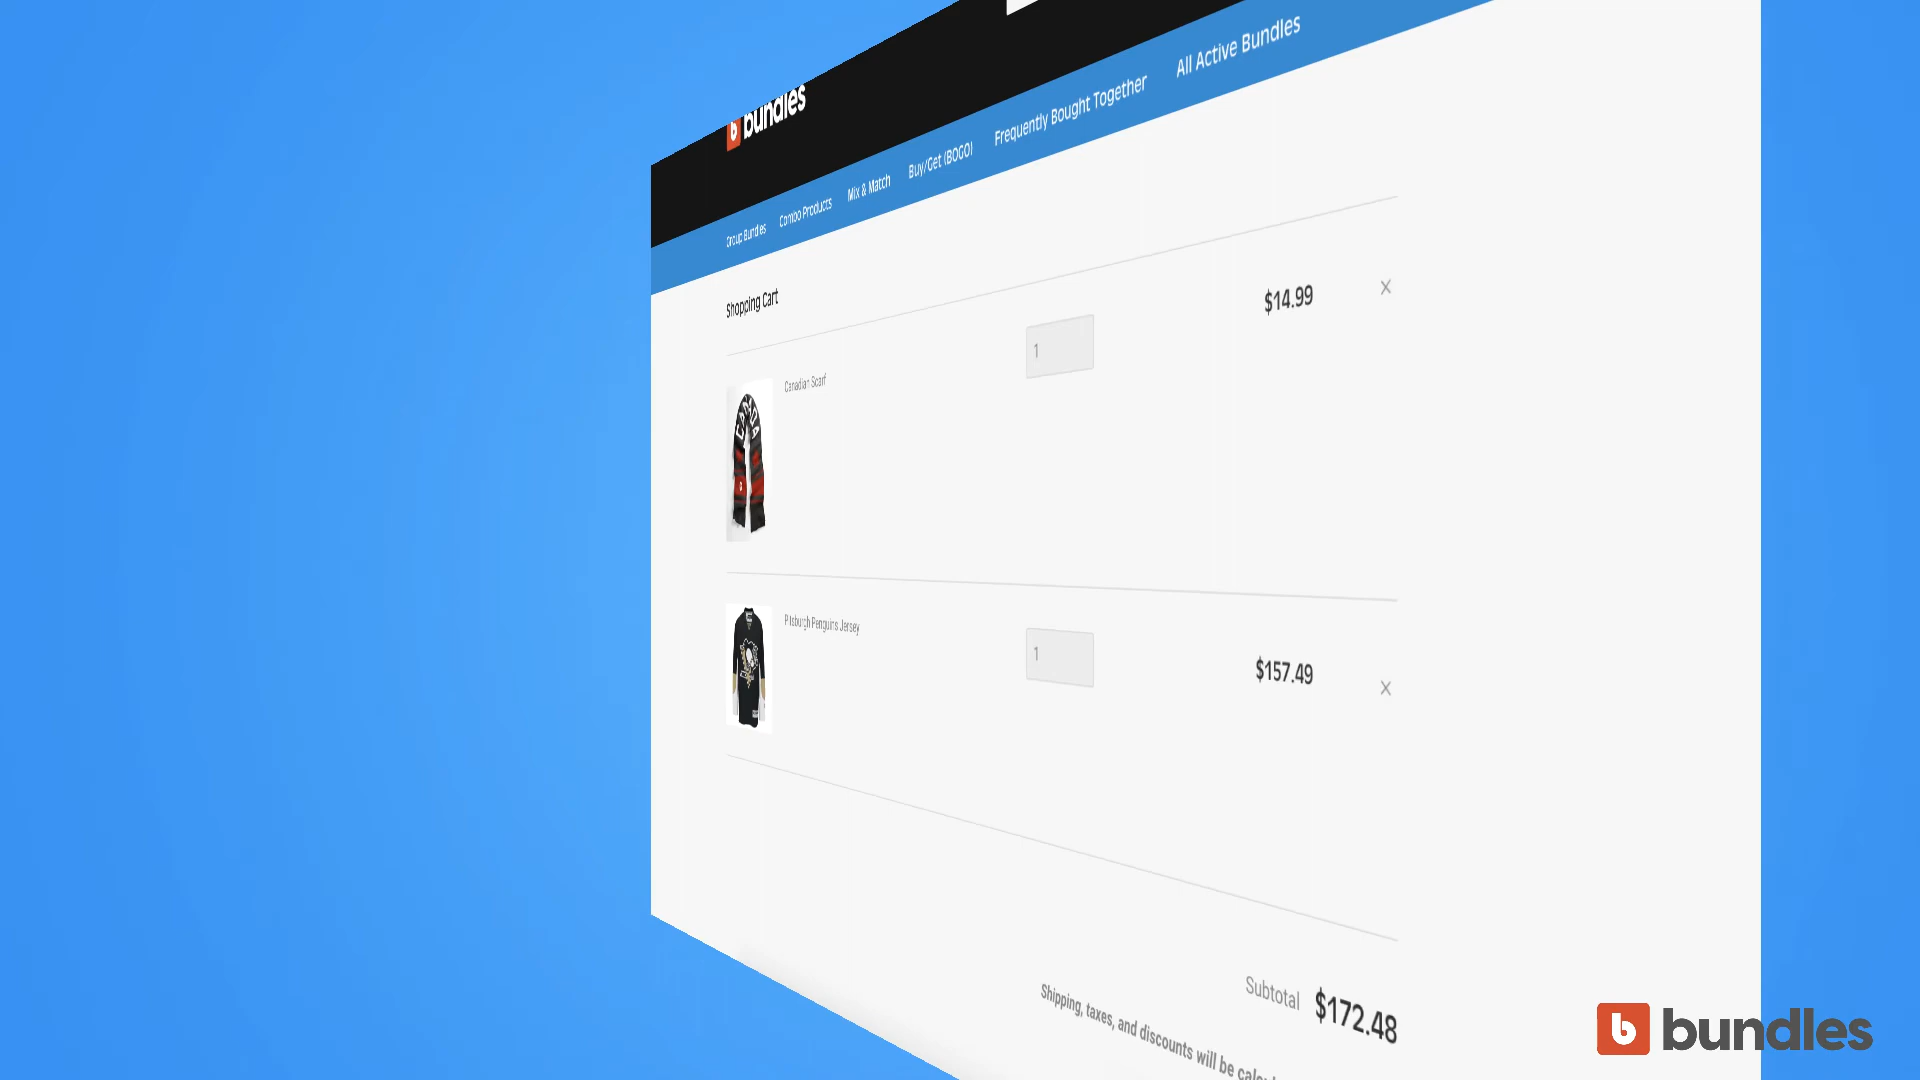 bundles
Group Bundles Combo Products Mix & Match Buy/Get (BOGO) Frequently Bought Together All Active Bundles
Shopping Cart
Canadian Scarf
1
$14.99
X
CANADA
Pittsburgh Penguins Jersey
1
$157.49
X
Subtotal $172.48
Shipping, taxes, and discounts will be
b bundles